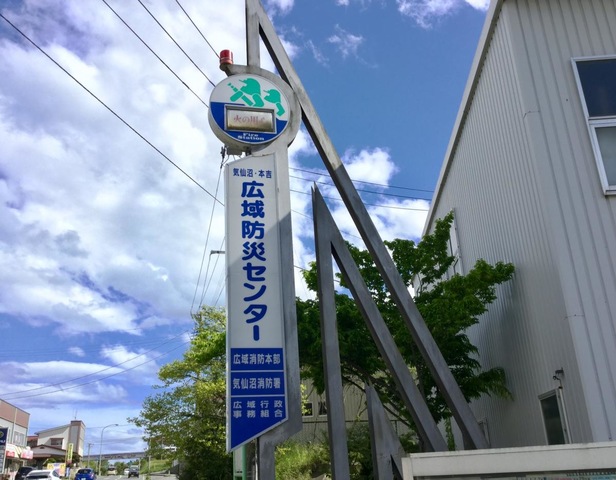 Fire
Station
気仙沼・本吉
広域防災センター
広域消防本部
気仙沼消防署
広域行政
事務組合